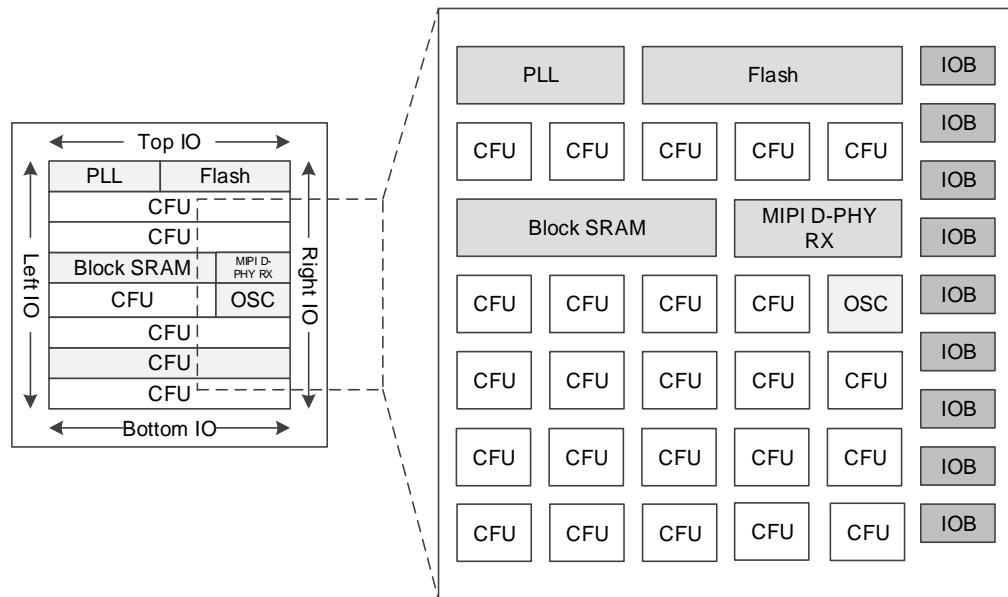 Top IO
PLL Flash
CFU
CFU
Block SRAM MIPI D-
PHY RX
CFU OSC
CFU
CFU
CFU
Left IO
Right IO
Bottom IO
PLL Flash IOB
IOB
CFU CFU CFU CFU CFU
IOB
Block SRAM MIPI D-PHY
RX
IOB
CFU CFU CFU CFU OSC IOB
IOB
CFU CFU CFU CFU CFU
IOB
CFU CFU CFU CFU CFU IOB
CFU CFU CFU CFU CFU IOB